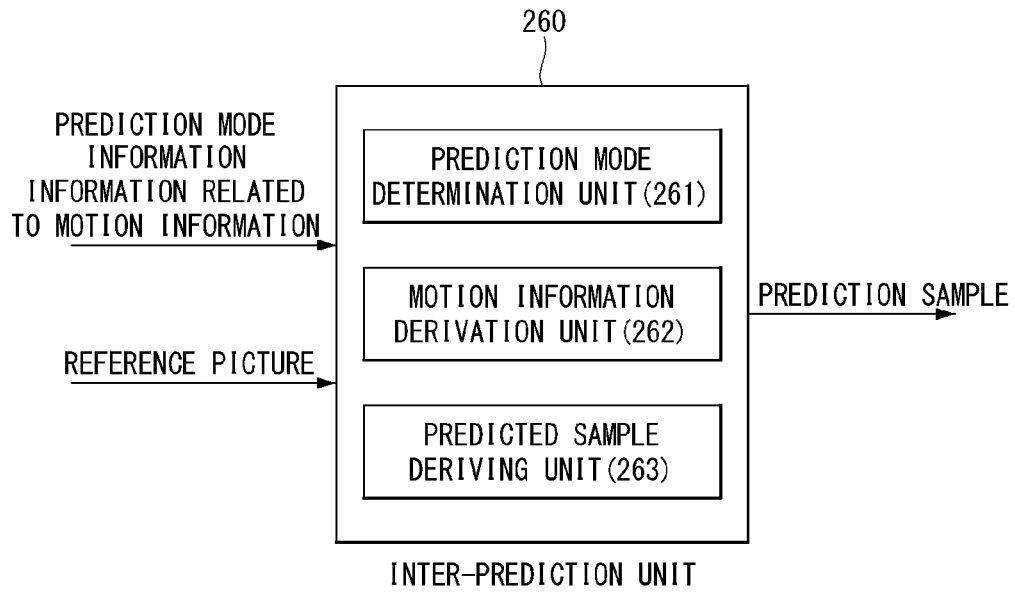 260
PREDICTION MODE
INFORMATION
INFORMATION RELATED
TO MOTION INFORMATION
REFERENCE PICTURE
PREDICTION MODE
DETERMINATION UNIT(261)
MOTION INFORMATION
DERIVATION UNIT(262)
PREDICTED SAMPLE
DERIVING UNIT(263)
PREDICTION SAMPLE
INTER-PREDICTION UNIT